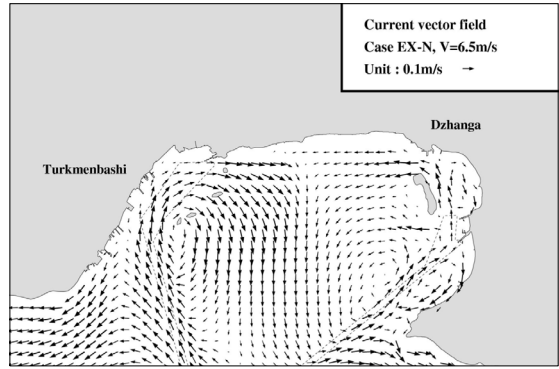 Current vector field
Case EX-N, V=6.5m/s
Unit : 0.1m/s
Dzhanga
Turkmenbashi